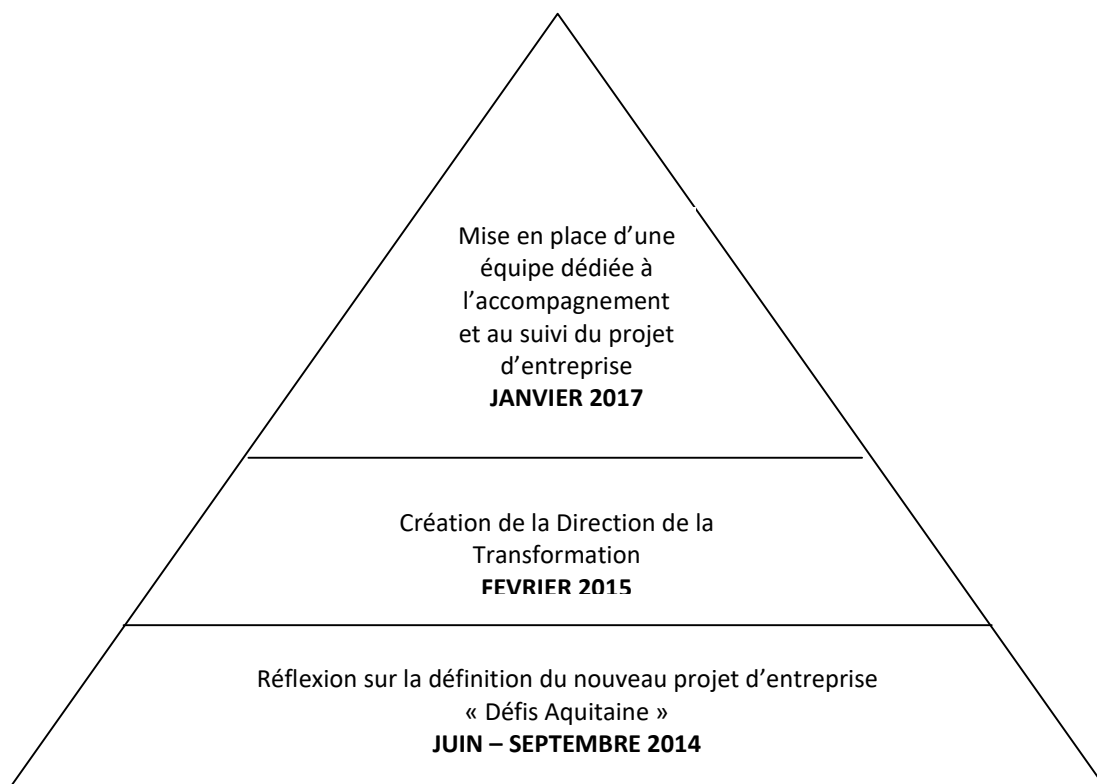 Mise en place d’une
équipe dédiée à
l’accompagnement
et au suivi du projet
d’entreprise
JANVIER 2017
Création de la Direction de la
Transformation
FEVRIER 2015
Réflexion sur la définition du nouveau projet d’entreprise
« Défis Aquitaine »
JUIN – SEPTEMBRE 2014